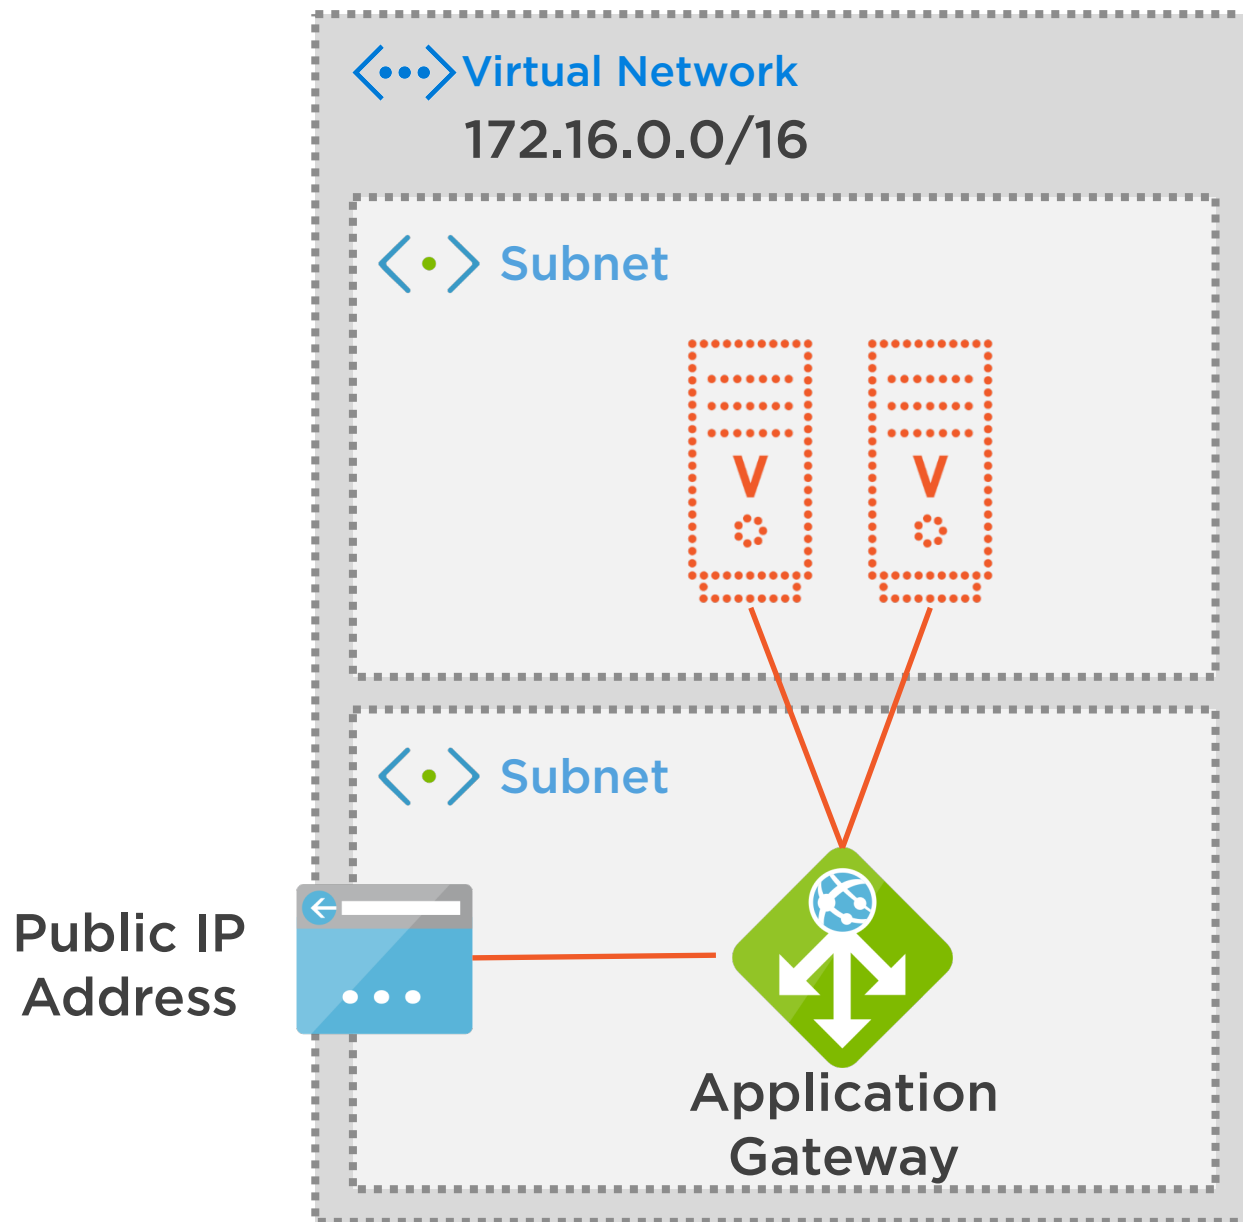 Virtual Network
172.16.0.0/16
Subnet
V V
Subnet
Public IP
Address
Application
Gateway